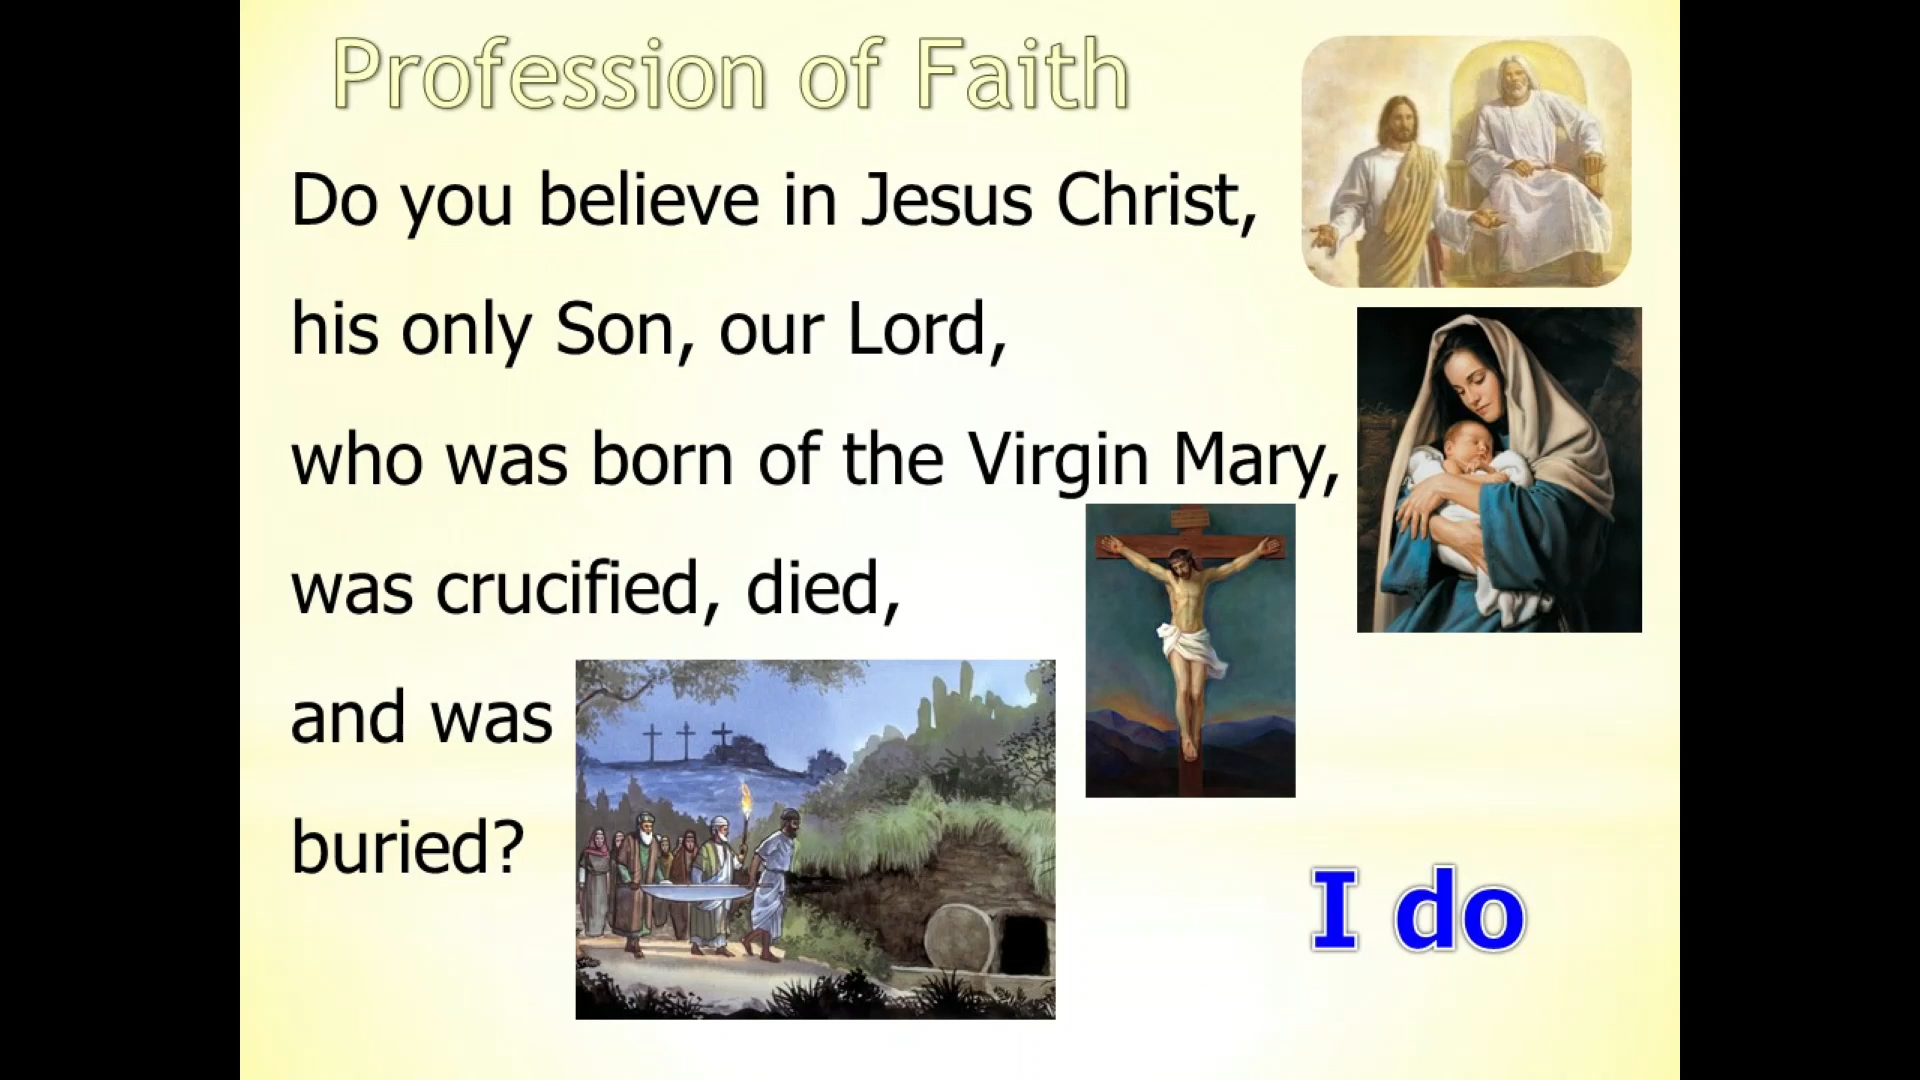 Profession of Faith
Do you believe in Jesus Christ,
his only Son, our Lord,
who was born of the Virgin Mary,
was crucified, died,
and was
buried?
I do